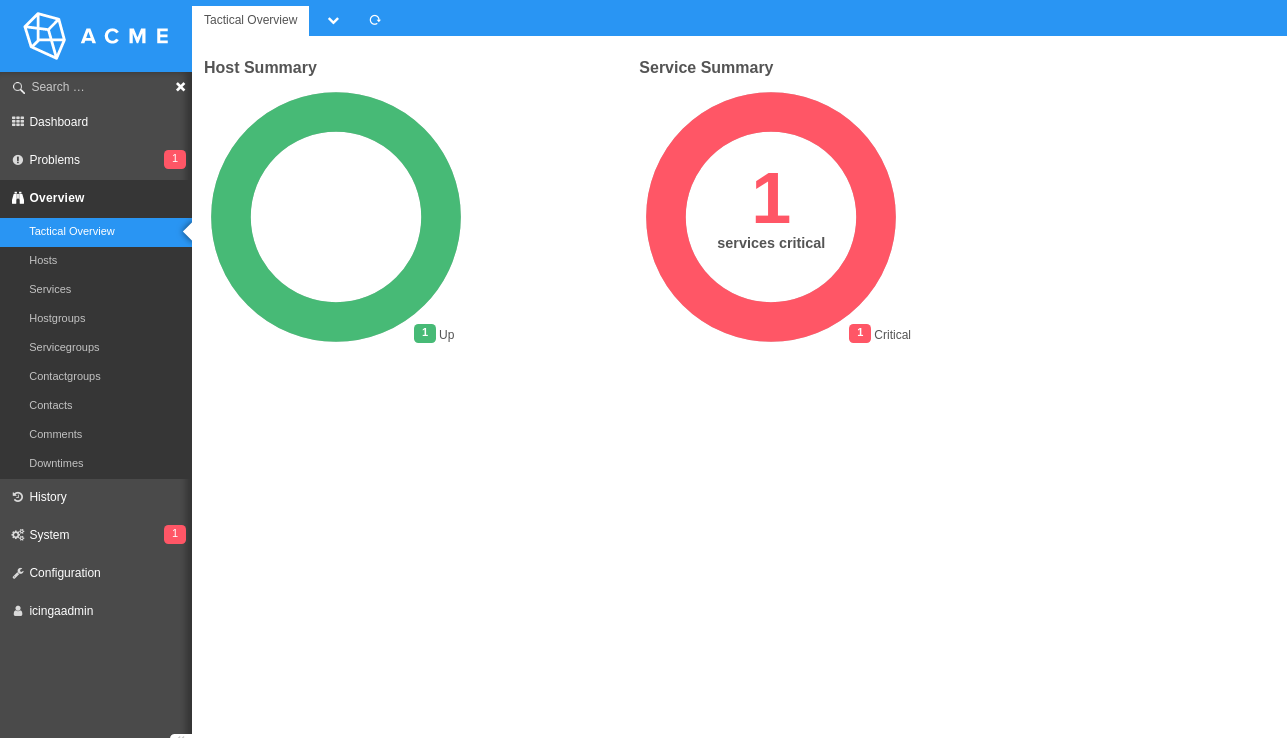 ACME
Search …
Dashboard
Problems 1
Overview
Tactical Overview
Hosts
Services
Hostgroups
Servicegroups
Contactgroups
Contacts
Comments
Downtimes
History
System 1
Configuration
icingaadmin
Tactical Overview
Host Summary
1 Up
Service Summary
1
services critical
1 Critical